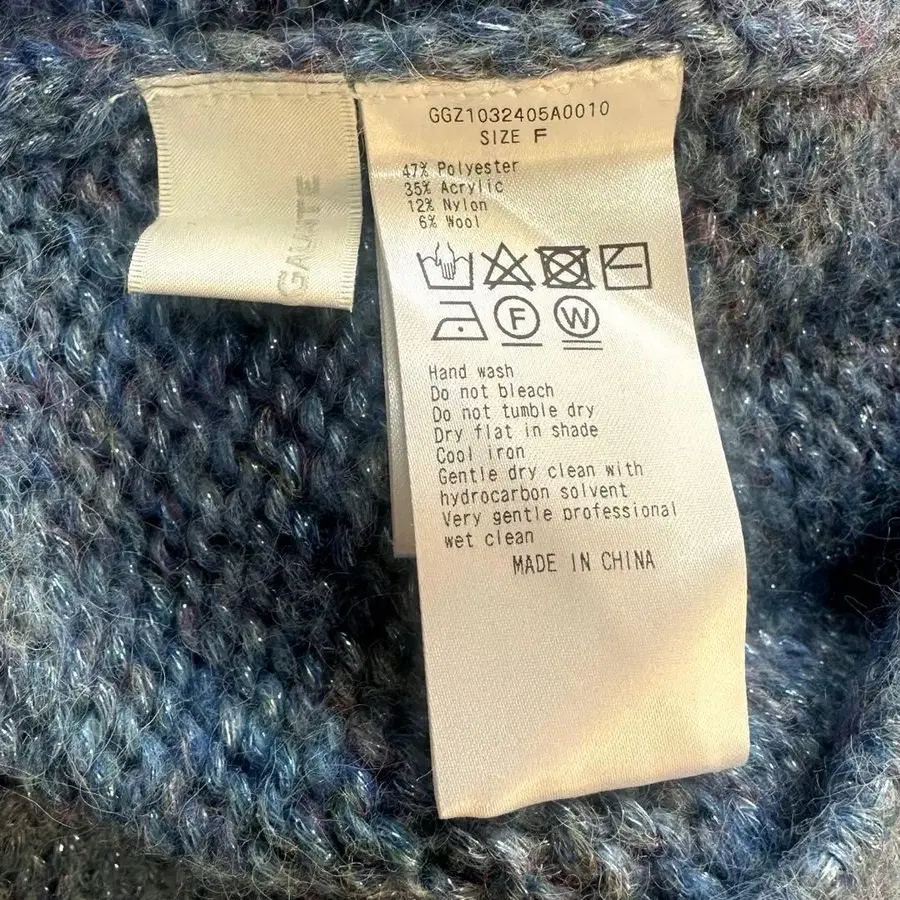 GGZ1032405A0010
SIZE F
47% Polyester
35% Acrylic
12% Nylon
6% Wool
F
W
Hand wash
Do not bleach
Do not tumble dry
Dry flat in shade
Cool iron
Gentle dry clean with
hydrocarbon solvent
Very gentle professional
wet clean
MADE IN CHINA